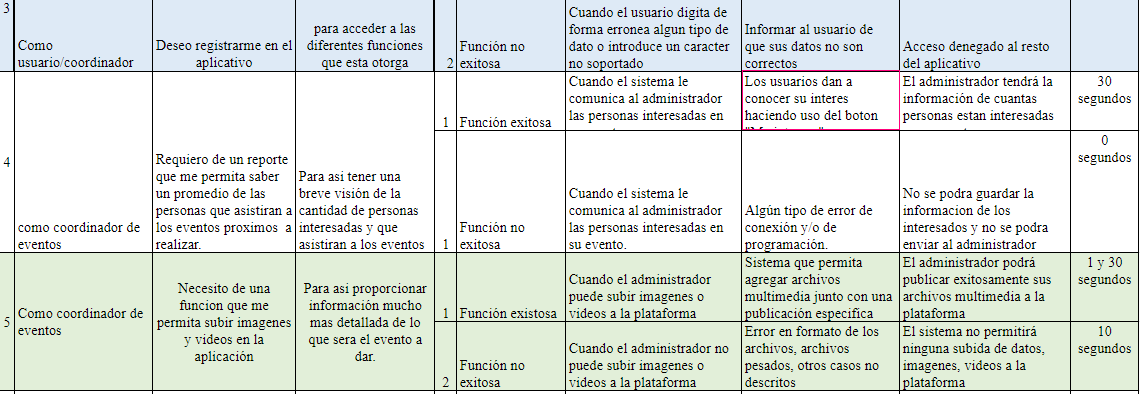 3
Como
usuario/coordinador
Deseo registrarme en el
aplicativo
para acceder a las
diferentes funciones
que esta otorga
2
Función no
exitosa
Cuando el usuario digita de
forma erronea algun tipo de
dato o introduce un caracter
no soportado
Informar al usuario de
que sus datos no son
correctos
Acceso denegado al resto
del aplicativo
4
como coordinador de
eventos
Requiero de un reporte
que me permita saber
un promedio de las
personas que asistiran a
los eventos proximos a
realizar.
Para asi tener una
breve visión de la
cantidad de personas
interesadas y que
asistiran a los eventos
1
Función exitosa
Cuando el sistema le
comunica al administrador
las personas interesadas en
Los usuarios dan a
conocer su interes
haciendo uso del boton
El administrador tendrá la
información de cuantas
personas estan interesadas
30
segundos
1
Función no
exitosa
Cuando el sistema le
comunica al administrador
las personas interesadas en
su evento.
Algún tipo de error de
conexión y/o de
programación.
No se podra guardar la
informacion de los
interesados y no se podra
enviar al administrador
0
segundos
5
Como coordinador de
eventos
Necesito de una
funcion que me
permita subir imagenes
y videos en la
aplicación
Para asi proporcionar
información mucho
mas detallada de lo
que sera el evento a
dar.
1
Función existosa
Cuando el administrador
puede subir imagenes o
videos a la plataforma
Sistema que permita
agregar archivos
multimedia junto con una
publicación especifica
El administrador podrá
publicar exitosamente sus
archivos multimedia a la
plataforma
1 y 30
segundos
2
Función no
exitosa
Cuando el administrador no
puede subir imagenes o
videos a la plataforma
Error en formato de los
archivos, archivos
pesados, otros casos no
descritos
El sistema no permitirá
ninguna subida de datos,
imagenes, videos a la
plataforma
10
segundos